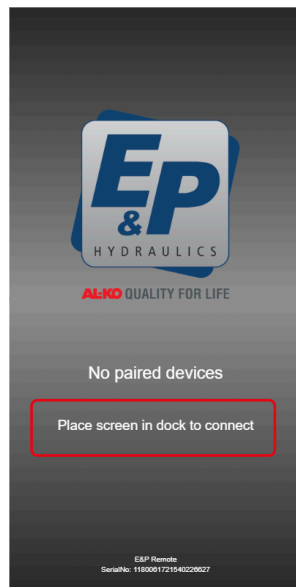 E&P
HYDRAULICS
AL-KO QUALITY FOR LIFE
No paired devices
Place screen in dock to connect
E&P Remote
SerialNo: 1180061721540226627